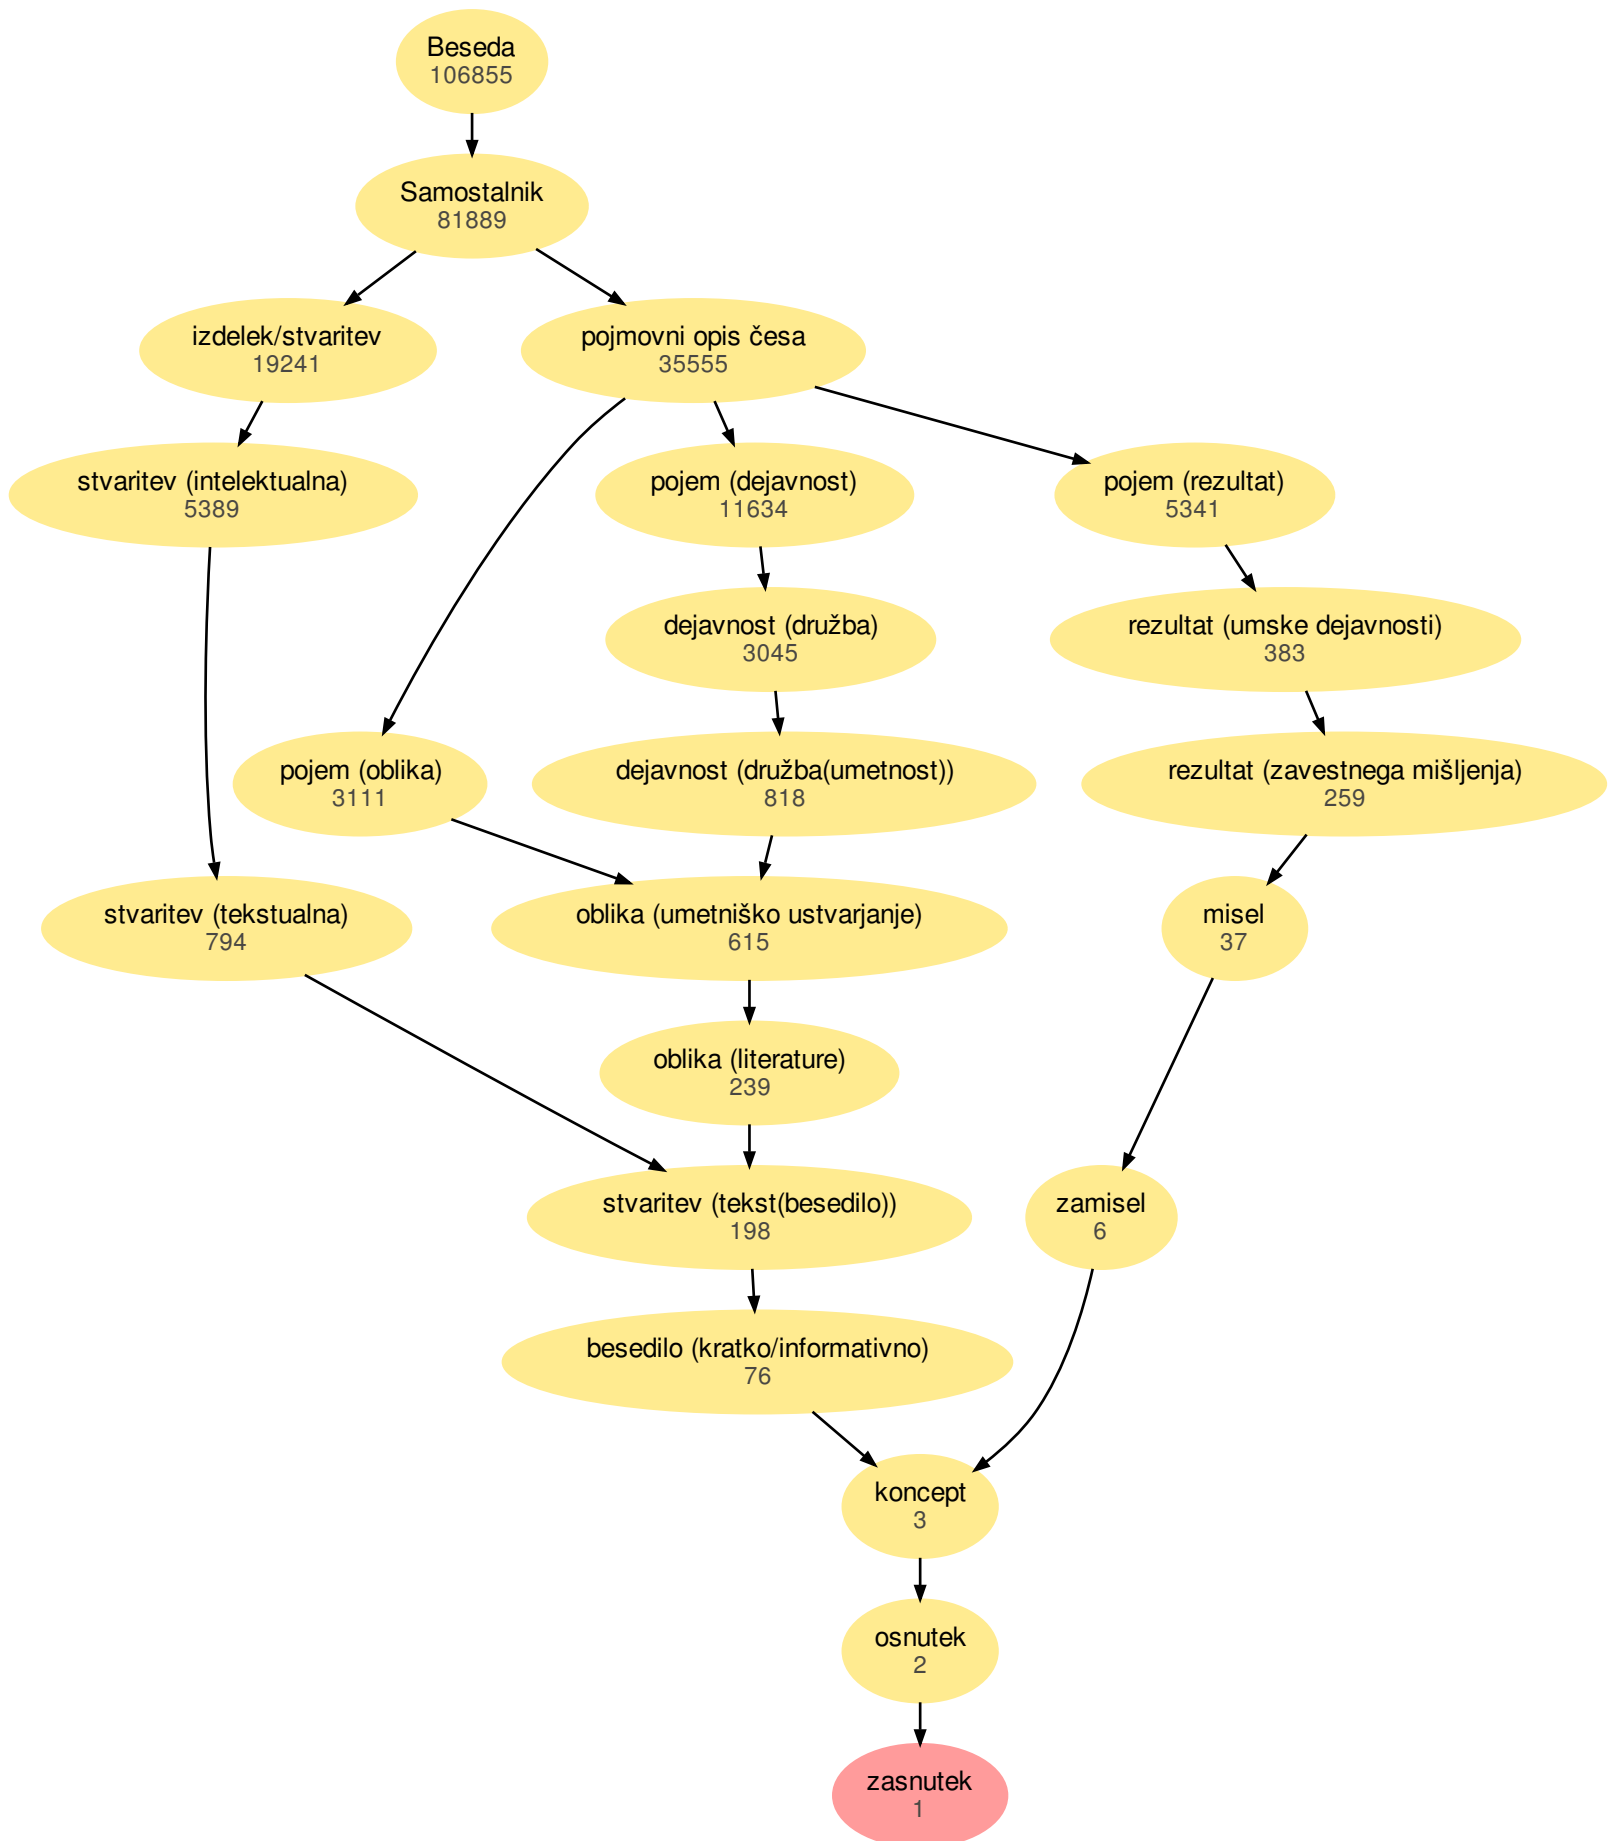 Beseda
106855
Samostalnik
81889
izdelek/stvaritev
19241
pojmovni opis česa
35555
stvaritev (intelektualna)
5389
pojem (dejavnost)
11634
pojem (rezultat)
5341
dejavnost (družba)
3045
rezultat (umske dejavnosti)
383
pojem (oblika)
3111
dejavnost (družba(umetnost))
818
rezultat (zavestnega mišljenja)
259
stvaritev (tekstualna)
794
oblika (umetniško ustvarjanje)
615
misel
37
oblika (literature)
239
stvaritev (tekst(besedilo))
198
zamisel
6
besedilo (kratko/informativno)
76
koncept
3
osnutek
2
zasnutek
1